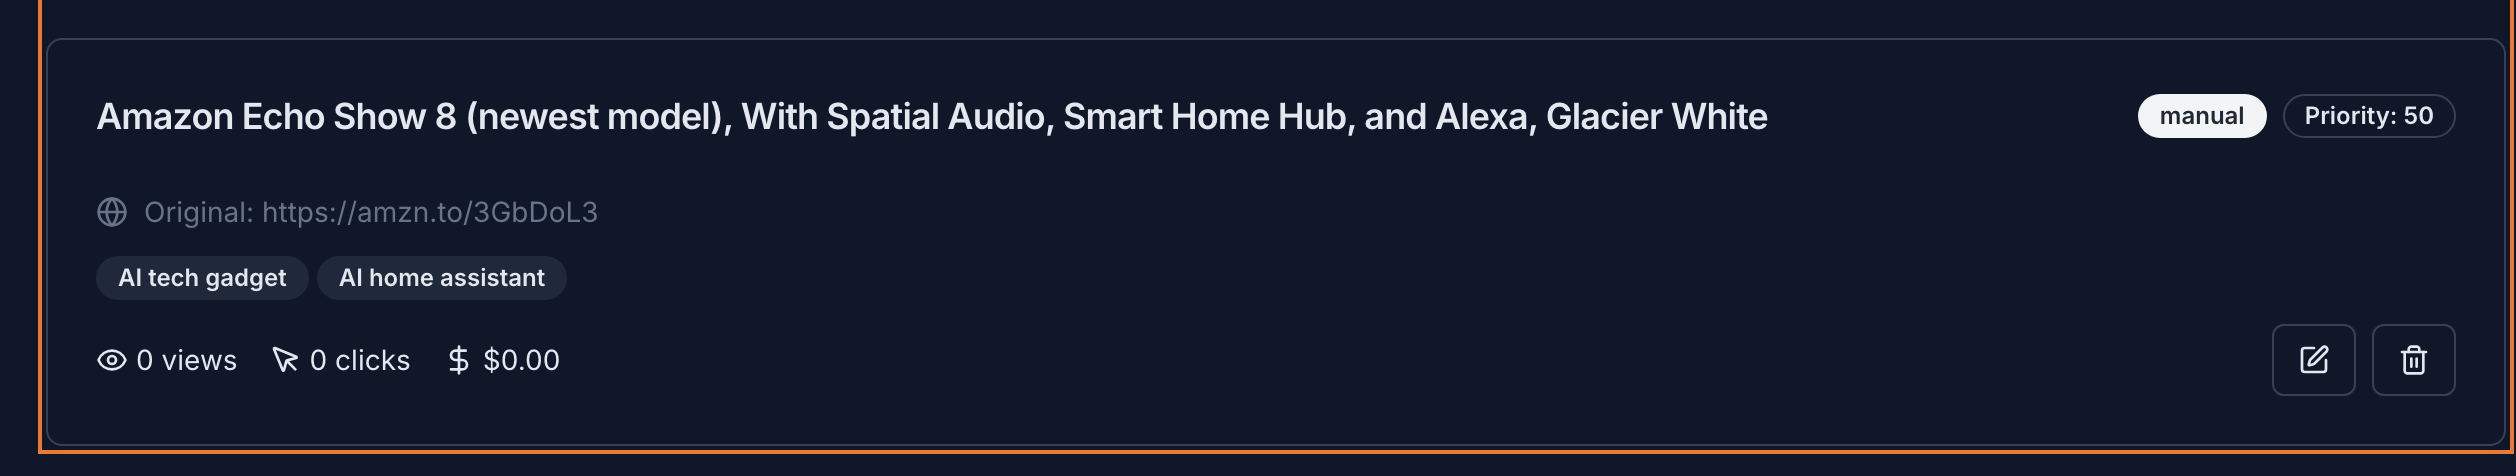 Amazon Echo Show 8 (newest model), With Spatial Audio, Smart Home Hub, and Alexa, Glacier White
manual
Priority: 50
Original: https://amzn.to/3GbDoL3
AI tech gadget
AI home assistant
0 views
0 clicks
$0.00